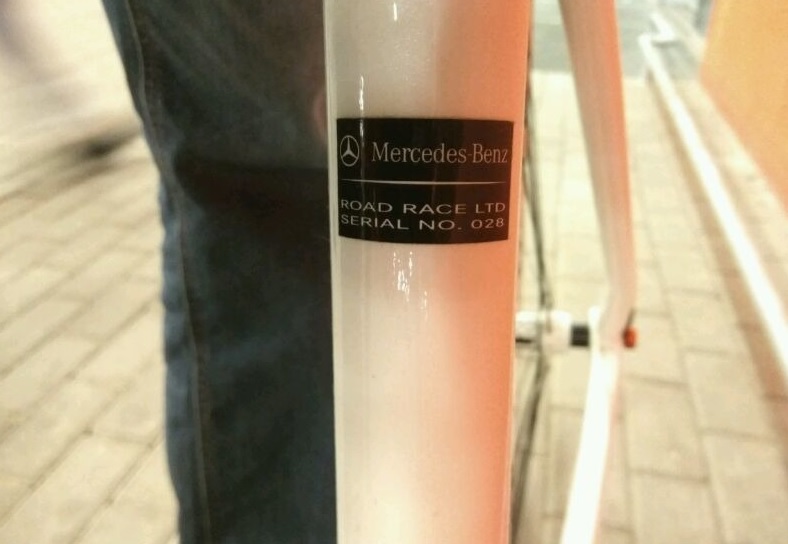 Mercedes-Benz
ROAD RACE LTD
SERIAL NO. 028